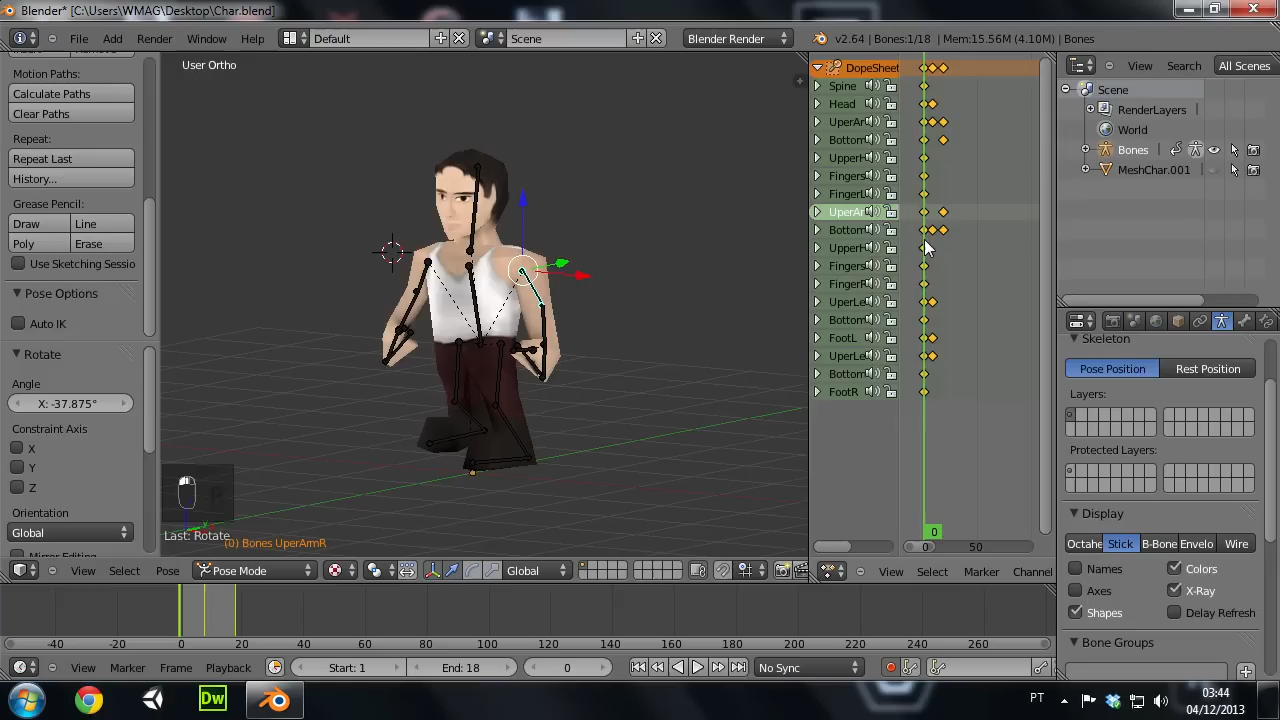 Blender* [C:\Users\WMAG\Desktop\Char.blend]
File Add Render Window Help Default Scene Blender Render v2.64 | Bones:1/18 | Mem:15.56M (4.10M) | Bones
Motion Paths:
Calculate Paths
Clear Paths
Repeat:
Repeat Last
History...
Grease Pencil:
Draw Line
Poly Erase
Use Sketching Sessio
Pose Options
Auto IK
Rotate
Angle
X: -37.875°
Constraint Axis
X
Y
Z
Orientation
Global
User Ortho
Last: Rotate
(0) Bones UperArmR
View Select Pose Pose Mode Global
DopeSheet
Spine
Head
UperAr
Bottom
UpperH
Fingers
FingerL
UperAr
Bottom
UpperH
Fingers
FingerR
UperLe
Bottom
FootL
UperLe
Bottom
FootR
0
0 50
View Select Marker Channel
View Search All Scenes
Scene
RenderLayers
World
Bones
MeshChar.001
Skeleton
Pose Position Rest Position
Layers:
Protected Layers:
Display
Octahe Stick B-Bone Envelo Wire
Names Colors
Axes X-Ray
Shapes Delay Refresh
Bone Groups
-40 -20 0 20 40 60 80 100 120 140 160 180 200 220 240 260
View Marker Frame Playback Start: 1 End: 18 0 No Sync
Dw PT 03:44
04/12/2013